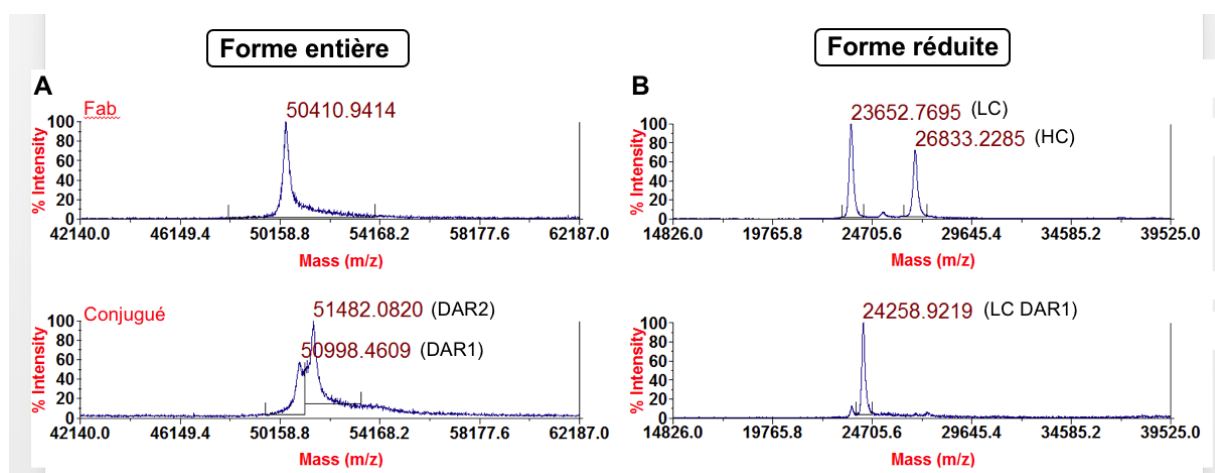 Forme entière
Forme réduite
A
Fab
50410.9414
% Intensity
100
80
60
40
20
0
42140.0 46149.4 50158.8 54168.2 58177.6 62187.0
Mass (m/z)
B
23652.7695 (LC)
26833.2285 (HC)
% Intensity
100
80
60
40
20
0
14826.0 19765.8 24705.6 29645.4 34585.2 39525.0
Mass (m/z)
Conjugué
51482.0820 (DAR2)
50998.4609 (DAR1)
% Intensity
100
80
60
40
20
0
42140.0 46149.4 50158.8 54168.2 58177.6 62187.0
Mass (m/z)
24258.9219 (LC DAR1)
% Intensity
100
80
60
40
20
0
14826.0 19765.8 24705.6 29645.4 34585.2 39525.0
Mass (m/z)